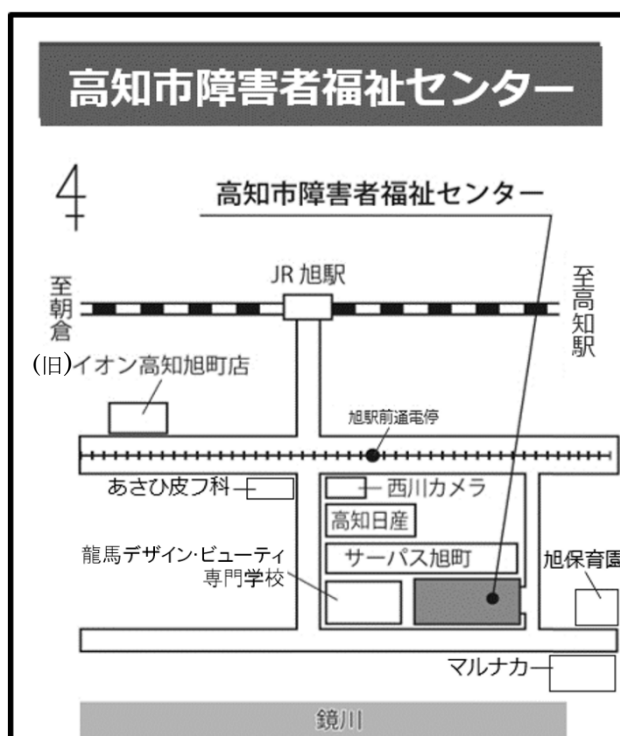 高知市障害者福祉センター
高知市障害者福祉センター
JR 旭駅
至朝倉
至高知駅
(旧)イオン高知旭町店
旭駅前通電停
あさひ皮フ科
西川カメラ
高知日産
サーパス旭町
龍馬デザイン・ビューティ
専門学校
旭保育園
マルナカ
鏡川